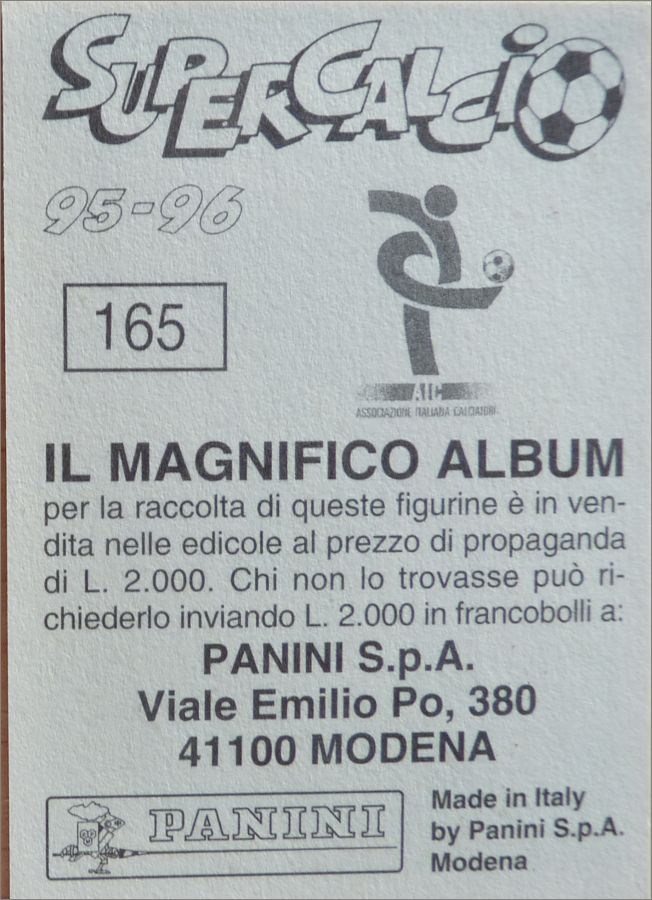 SUPERCALCIO
95-96
165
AIC
ASSOCIAZIONE ITALIANA CALCIATORI
IL MAGNIFICO ALBUM
per la raccolta di queste figurine è in ven-
dita nelle edicole al prezzo di propaganda
di L. 2.000. Chi non lo trovasse può ri-
chiederlo inviando L. 2.000 in francobolli a:
PANINI S.p.A.
Viale Emilio Po, 380
41100 MODENA
PANINI
Made in Italy
by Panini S.p.A.
Modena